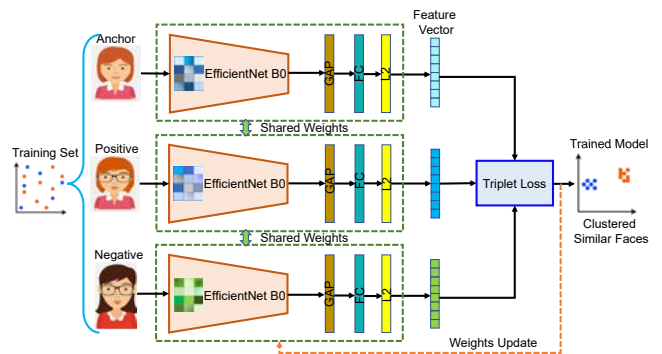 Anchor
EfficientNet B0
GAP
FC
L2
Feature
Vector
Shared Weights
Training Set
Positive
EfficientNet B0
GAP
FC
L2
Triplet Loss
Trained Model
Clustered
Similar Faces
Shared Weights
Negative
EfficientNet B0
GAP
FC
L2
Weights Update